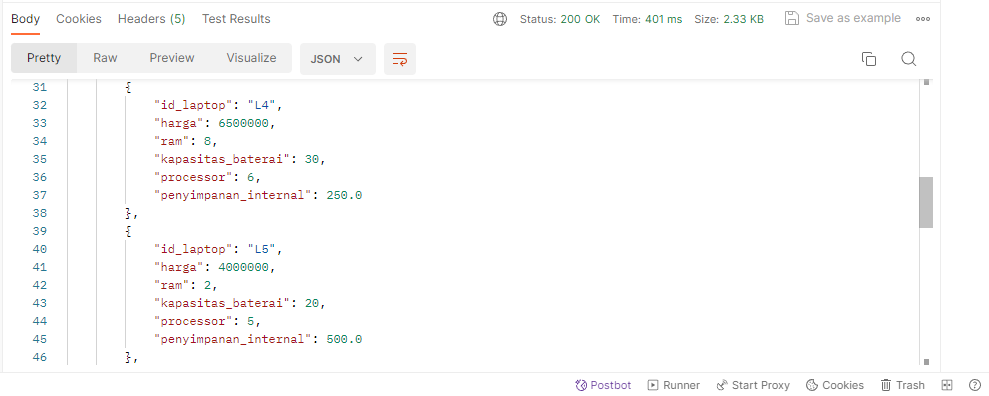 Body Cookies Headers (5) Test Results Status: 200 OK Time: 401 ms Size: 2.33 KB Save as example
Pretty Raw Preview Visualize JSON
31 {
32 "id_laptop": "L4",
33 "harga": 6500000,
34 "ram": 8,
35 "kapasitas_baterai": 30,
36 "processor": 6,
37 "penyimpanan_internal": 250.0
38 },
39 {
40 "id_laptop": "L5",
41 "harga": 4000000,
42 "ram": 2,
43 "kapasitas_baterai": 20,
44 "processor": 5,
45 "penyimpanan_internal": 500.0
46 },
Postbot Runner Start Proxy Cookies Trash